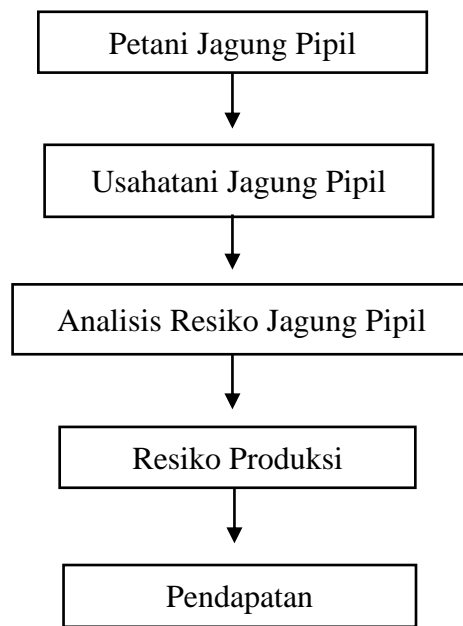 Petani Jagung Pipil
Usahatani Jagung Pipil
Analisis Resiko Jagung Pipil
Resiko Produksi
Pendapatan